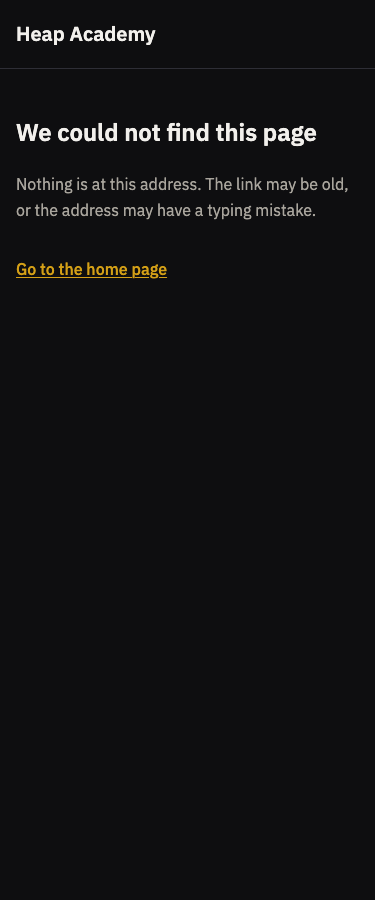 Heap Academy
We could not find this page
Nothing is at this address. The link may be old,
or the address may have a typing mistake.
Go to the home page